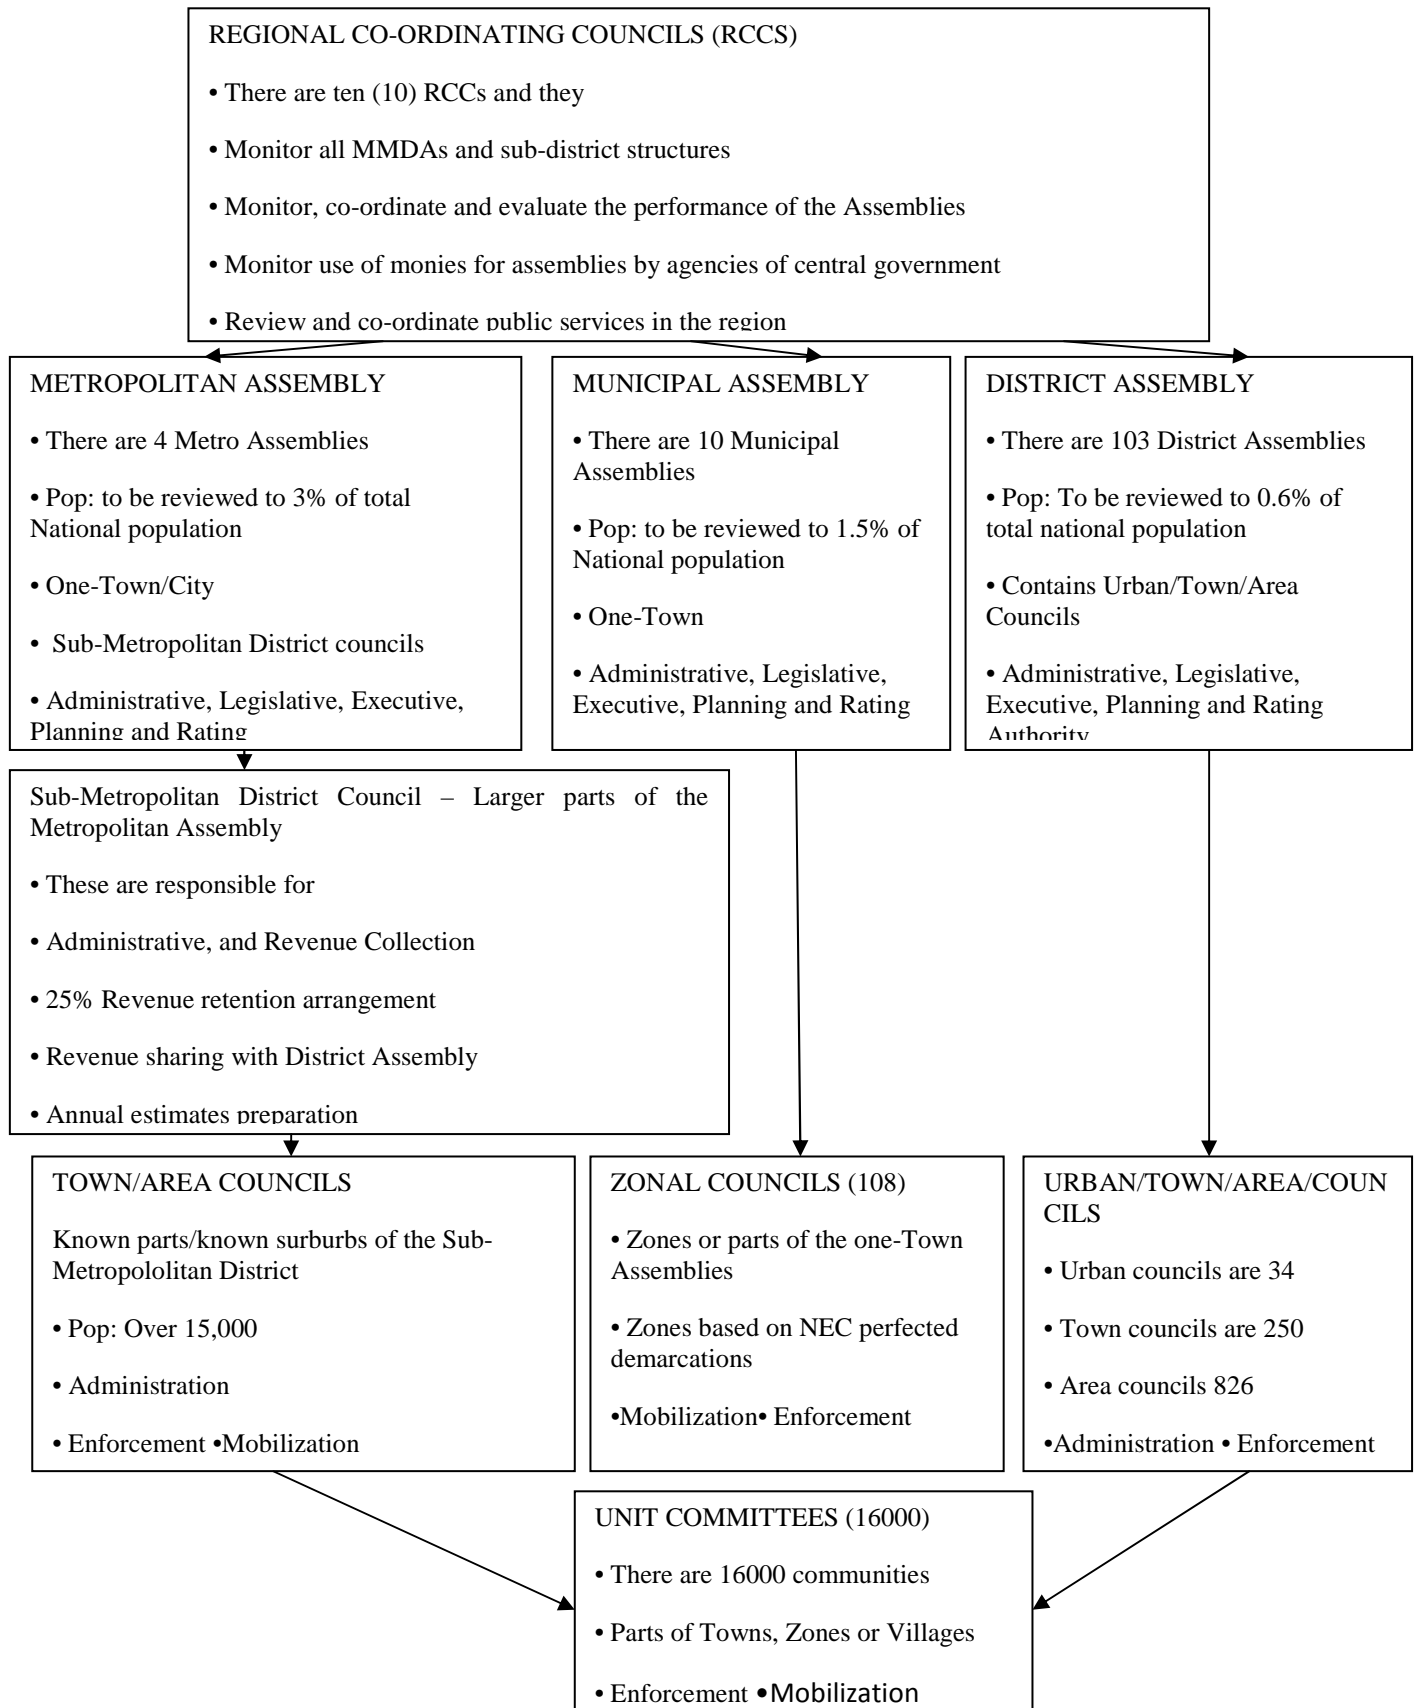 REGIONAL CO-ORDINATING COUNCILS (RCCS)
• There are ten (10) RCCs and they
• Monitor all MMDAs and sub-district structures
• Monitor, co-ordinate and evaluate the performance of the Assemblies
• Monitor use of monies for assemblies by agencies of central government
• Review and co-ordinate public services in the region
METROPOLITAN ASSEMBLY
• There are 4 Metro Assemblies
• Pop: to be reviewed to 3% of total
National population
• One-Town/City
• Sub-Metropolitan District councils
• Administrative, Legislative, Executive,
Planning and Rating
MUNICIPAL ASSEMBLY
• There are 10 Municipal
Assemblies
• Pop: to be reviewed to 1.5% of
National population
• One-Town
• Administrative, Legislative,
Executive, Planning and Rating
DISTRICT ASSEMBLY
• There are 103 District Assemblies
• Pop: To be reviewed to 0.6% of
total national population
• Contains Urban/Town/Area
Councils
• Administrative, Legislative,
Executive, Planning and Rating
Authority
Sub-Metropolitan District Council – Larger parts of the
Metropolitan Assembly
• These are responsible for
• Administrative, and Revenue Collection
• 25% Revenue retention arrangement
• Revenue sharing with District Assembly
• Annual estimates preparation
TOWN/AREA COUNCILS
Known parts/known surburbs of the Sub-
Metropololitan District
• Pop: Over 15,000
• Administration
• Enforcement •Mobilization
ZONAL COUNCILS (108)
• Zones or parts of the one-Town
Assemblies
• Zones based on NEC perfected
demarcations
•Mobilization• Enforcement
URBAN/TOWN/AREA/COUN
CILS
• Urban councils are 34
• Town councils are 250
• Area councils 826
•Administration • Enforcement
UNIT COMMITTEES (16000)
• There are 16000 communities
• Parts of Towns, Zones or Villages
• Enforcement •Mobilization